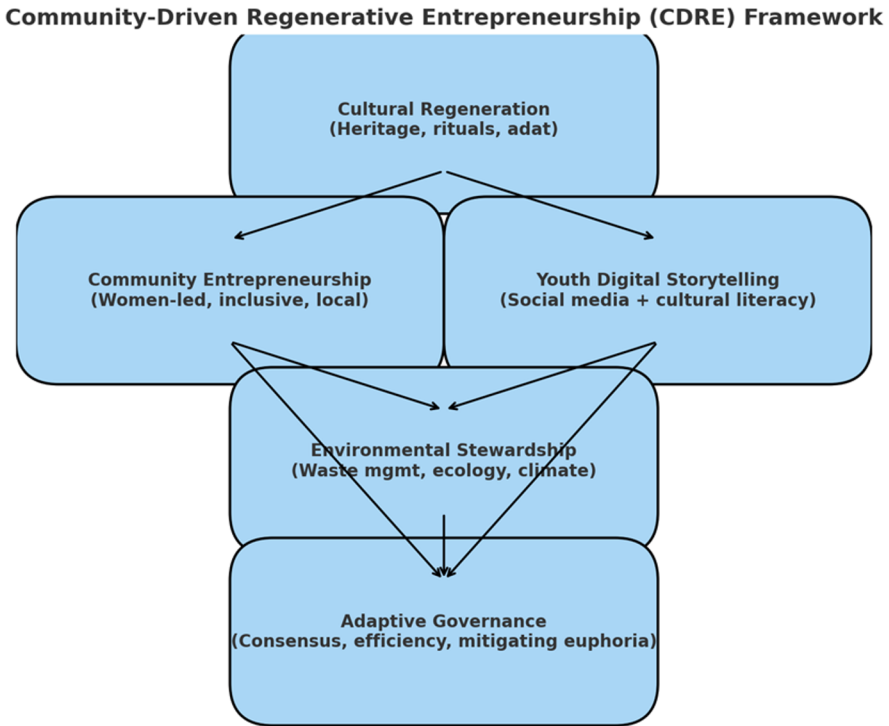 Community-Driven Regenerative Entrepreneurship (CDRE) Framework
Cultural Regeneration
(Heritage, rituals, adat)
Community Entrepreneurship
(Women-led, inclusive, local)
Youth Digital Storytelling
(Social media + cultural literacy)
Environmental Stewardship
(Waste mgmt, ecology, climate)
Adaptive Governance
(Consensus, efficiency, mitigating euphoria)